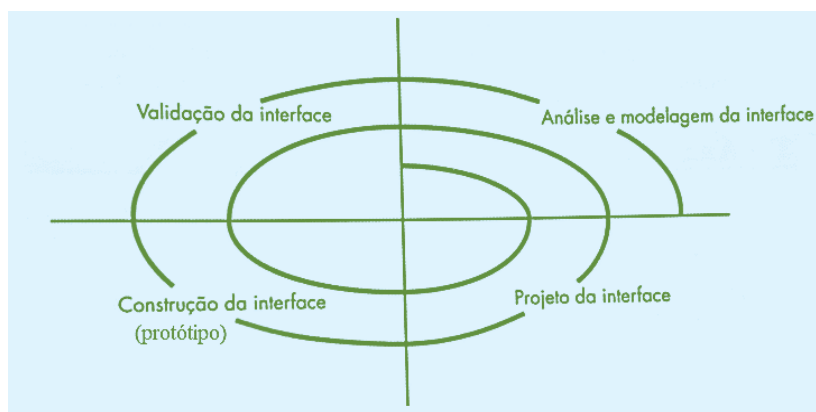 Validação da interface
Análise e modelagem da interface
Construção da interface
(protótipo)
Projeto da interface